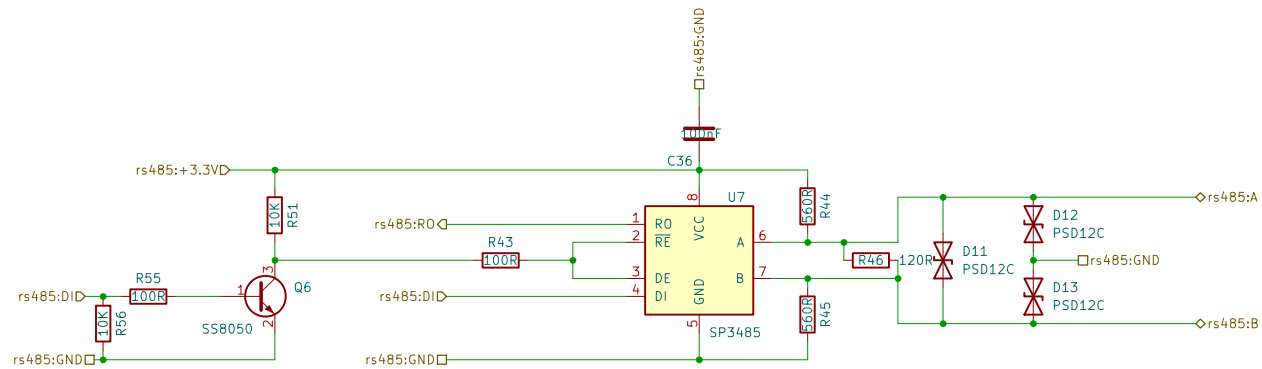 rs485:GND
100nF
C36
rs485:+3.3V
10K
R51
rs485:RO
R43
100R
U7
8
VCC
1
RO
2
RE
3
DE
4
DI
A
6
B
7
GND
5
SP3485
560R
R44
R46
120R
560R
R45
D11
PSD12C
D12
PSD12C
D13
PSD12C
rs485:A
rs485:GND
rs485:B
rs485:DI
R55
100R
10K
R56
1
3
2
Q6
SS8050
rs485:GND
rs485:DI
rs485:GND